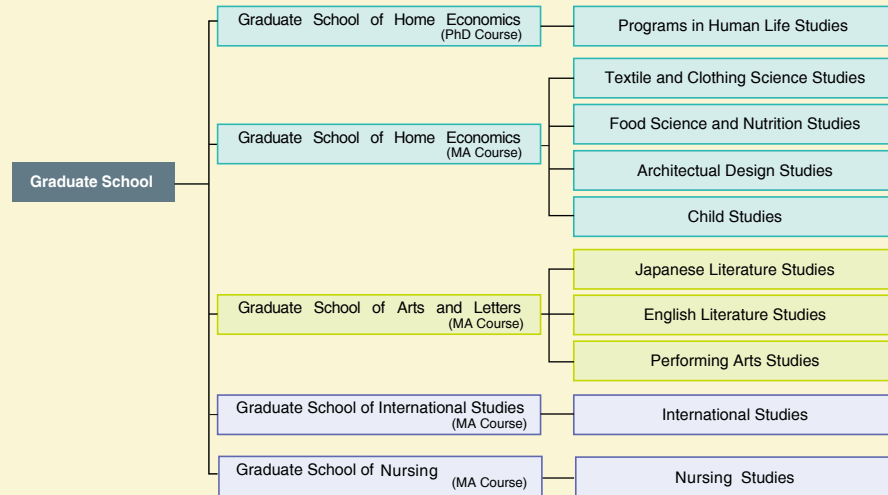 Graduate School
Graduate School of Home Economics
(PhD Course)
Programs in Human Life Studies
Graduate School of Home Economics
(MA Course)
Textile and Clothing Science Studies
Food Science and Nutrition Studies
Architectual Design Studies
Child Studies
Graduate School of Arts and Letters
(MA Course)
Japanese Literature Studies
English Literature Studies
Performing Arts Studies
Graduate School of International Studies
(MA Course)
International Studies
Graduate School of Nursing
(MA Course)
Nursing Studies